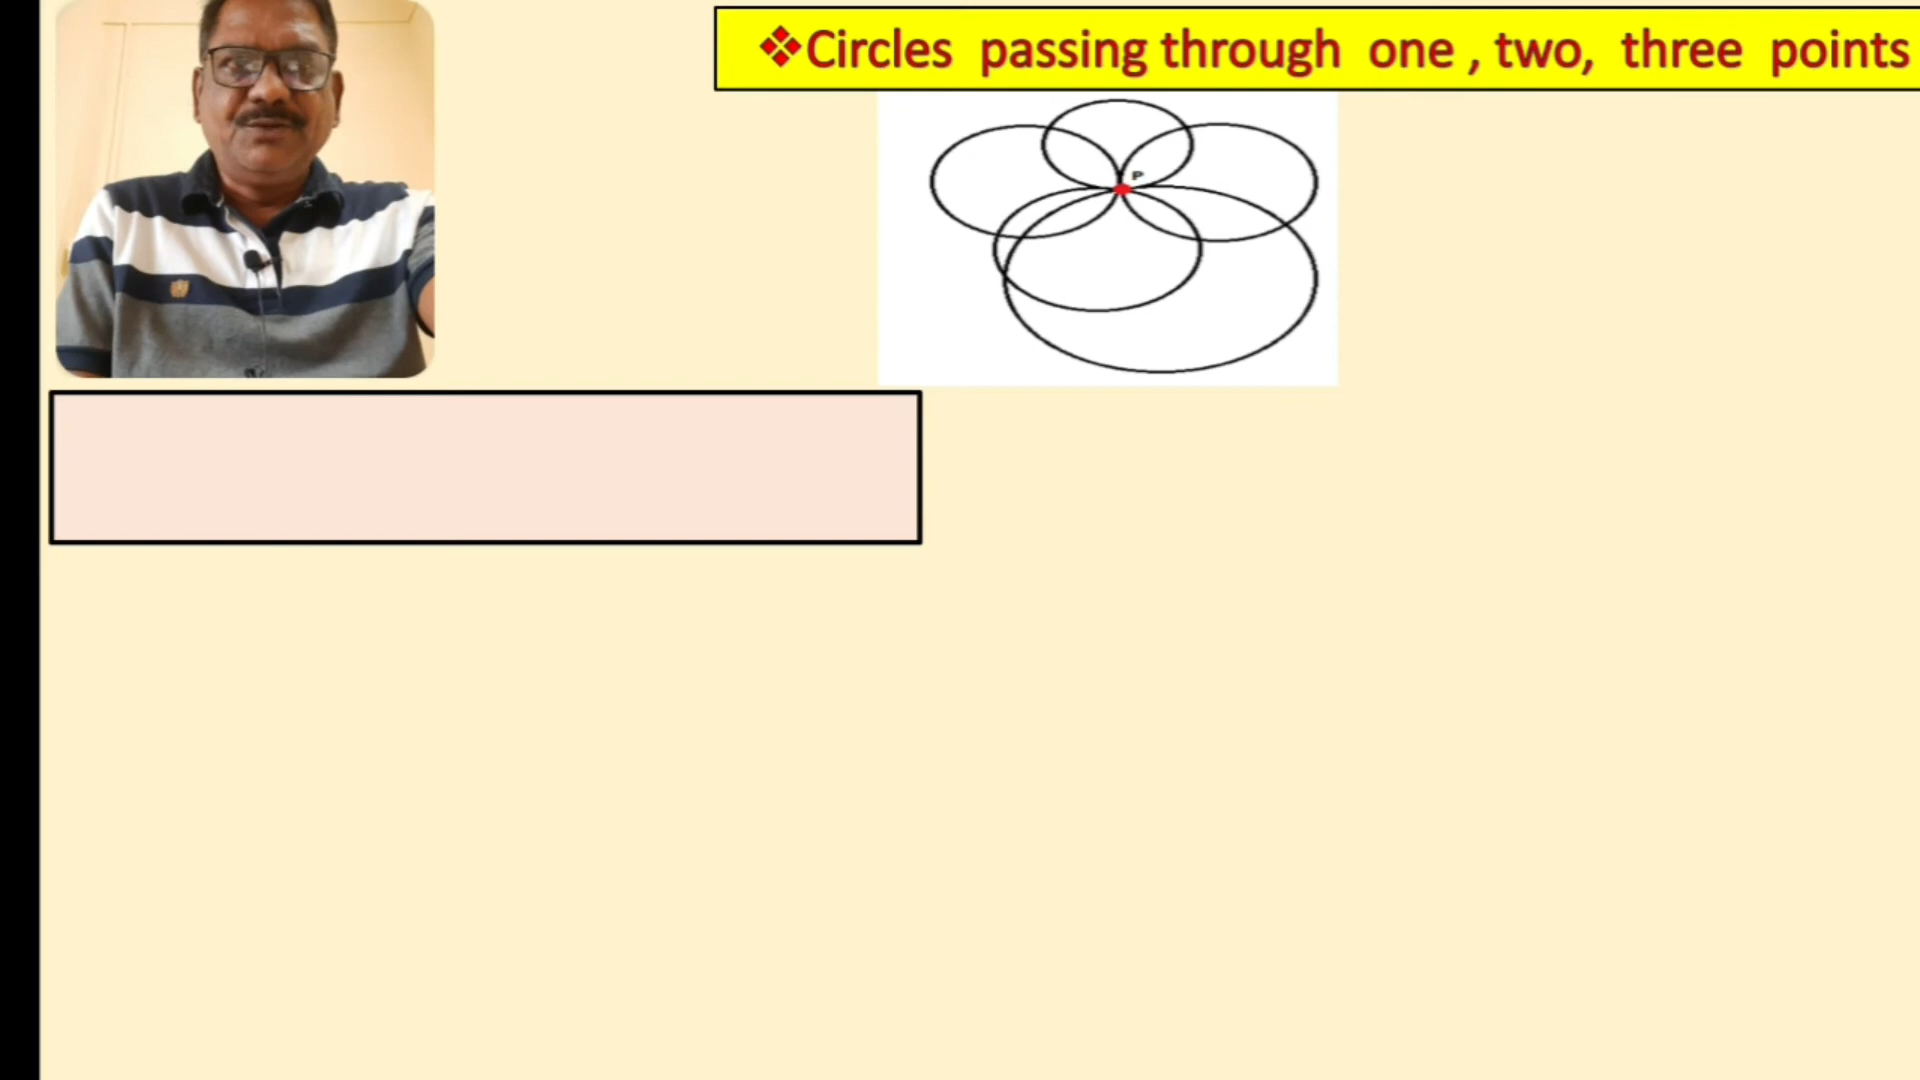 ❖Circles passing through one , two, three points
P